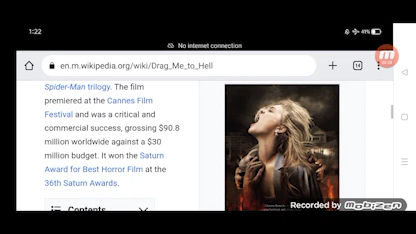 1:22
41%
No internet connection
en.m.wikipedia.org/wiki/Drag_Me_to_Hell
14
Spider-Man trilogy. The film
premiered at the Cannes Film
Festival and was a critical and
commercial success, grossing $90.8
million worldwide against a $30
million budget. It won the Saturn
Award for Best Horror Film at the
36th Saturn Awards.
Contents
Recorded by mobizen